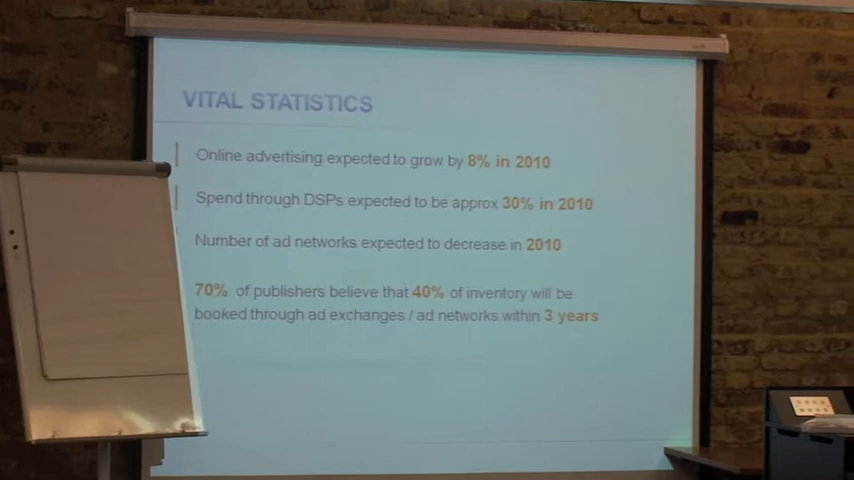 VITAL STATISTICS
Online advertising expected to grow by 8% in 2010
Spend through DSPs expected to be approx 30% in 2010
Number of ad networks expected to decrease in 2010
70% of publishers believe that 40% of inventory will be
booked through ad exchanges / ad networks within 3 years